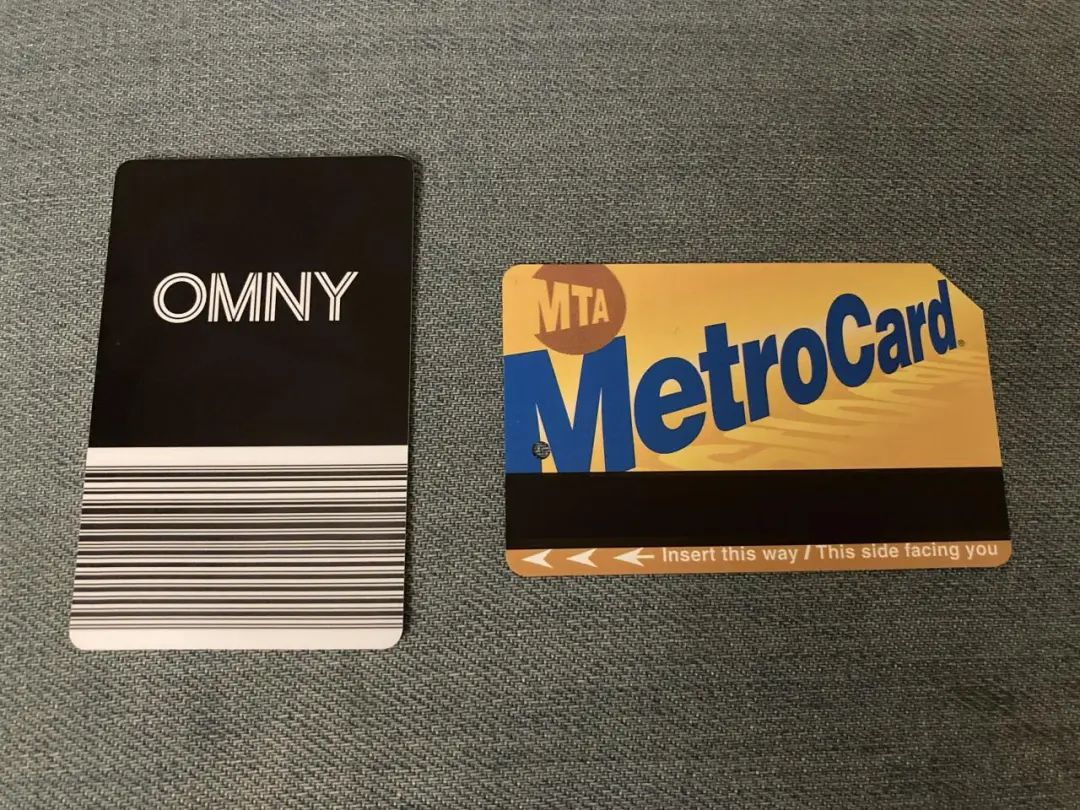 OMNY
MTA
MetroCard®
Insert this way / This side facing you